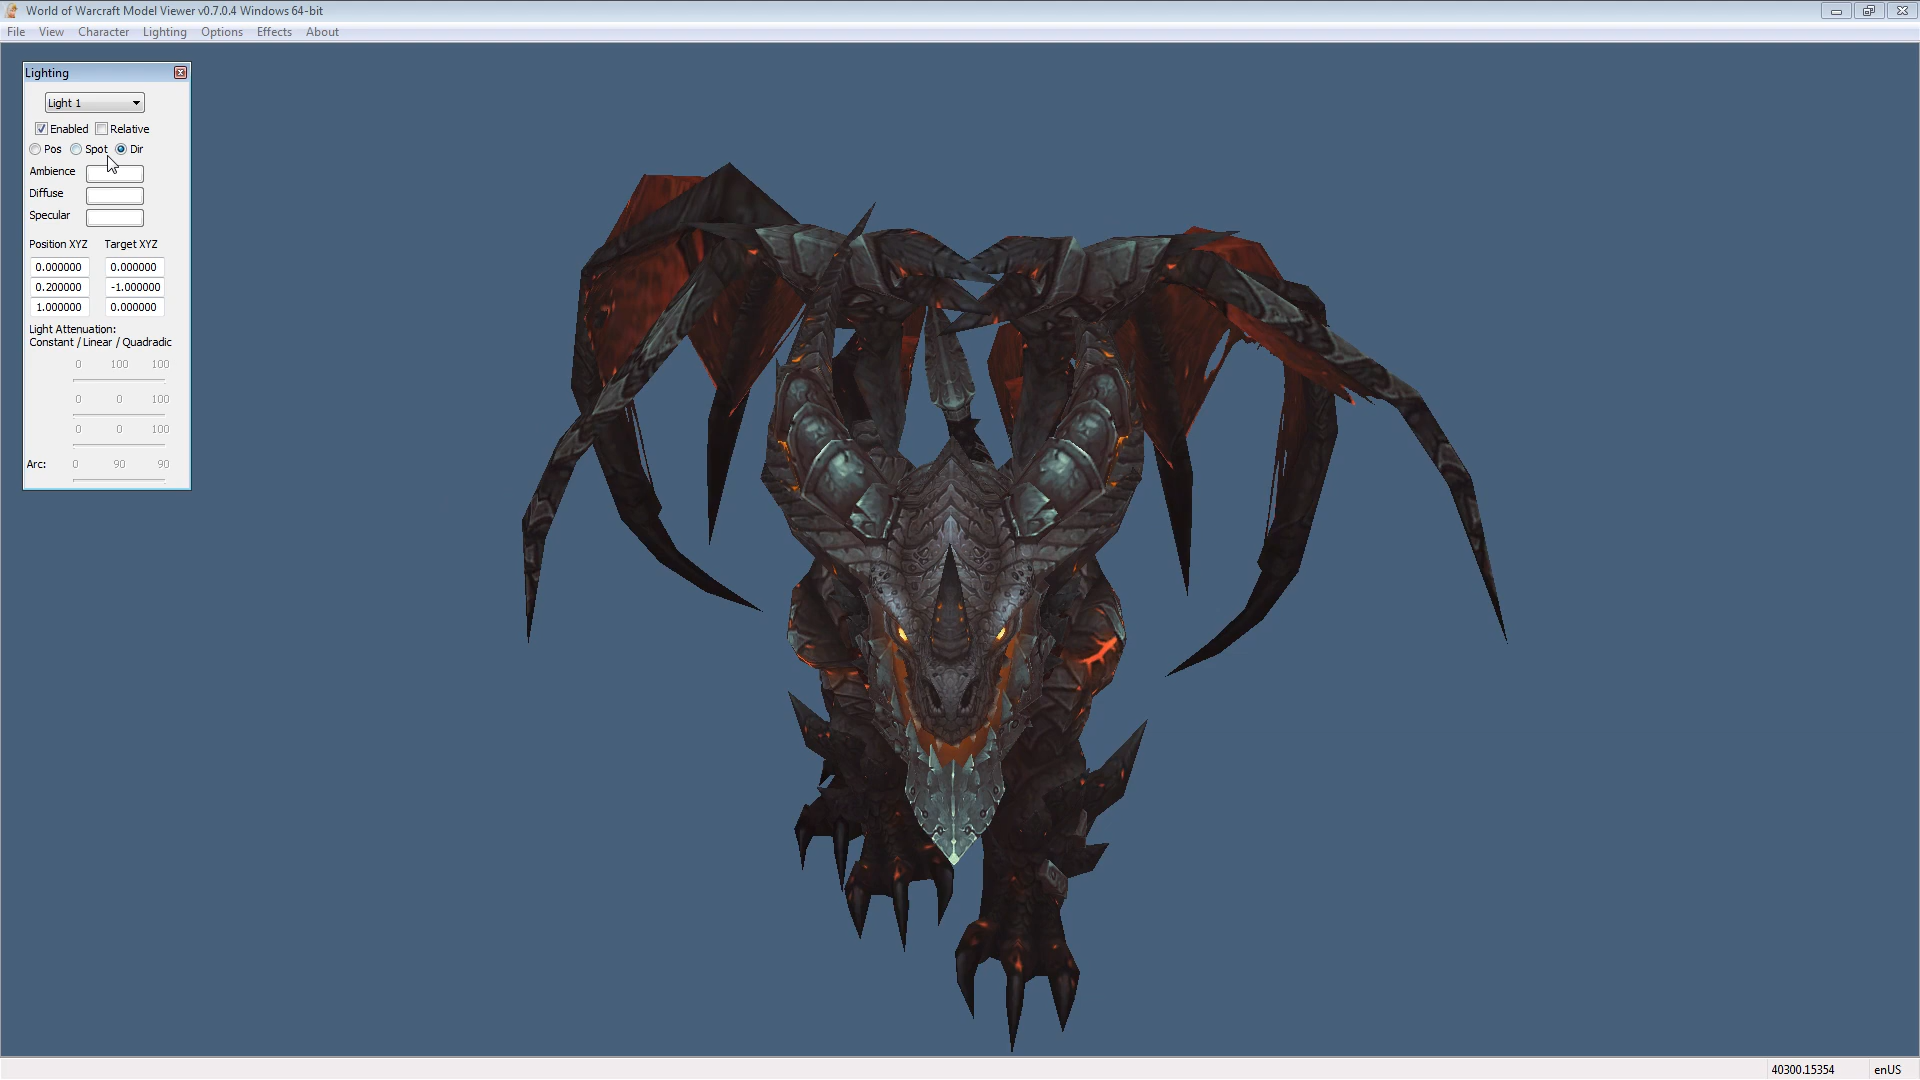 World of Warcraft Model Viewer v0.7.0.4 Windows 64-bit
File View Character Lighting Options Effects About
Lighting
Light 1
Enabled Relative
Pos Spot Dir
Ambience
Diffuse
Specular
Position XYZ Target XYZ
0.000000 0.000000
0.200000 -1.000000
1.000000 0.000000
Light Attenuation:
Constant / Linear / Quadradic
0 100 100
0 0 100
0 0 100
Arc: 0 90 90
40300.15354 enUS